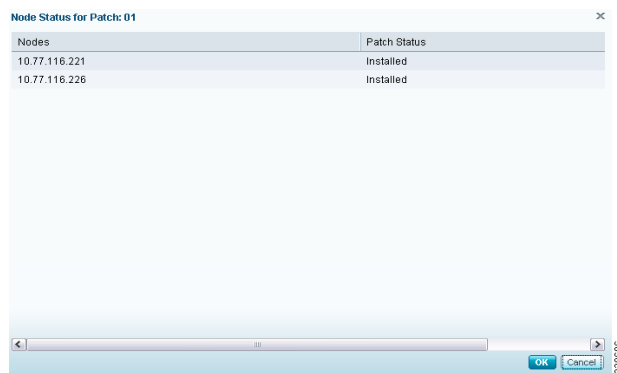 Node Status for Patch: 01
Nodes Patch Status
10.77.116.221 Installed
10.77.116.226 Installed
OK Cancel